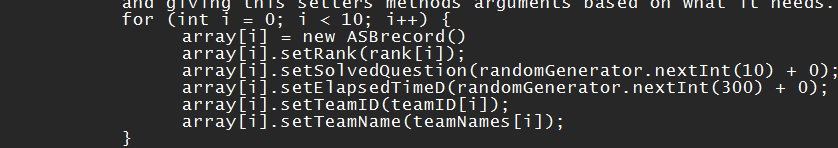 and giving this setters methods arguments based on what it needs.
for (int i = 0; i < 10; i++) {
array[i] = new ASBrecord()
array[i].setRank(rank[i]);
array[i].setSolvedQuestion(randomGenerator.nextInt(10) + 0);
array[i].setElapsedTimeD(randomGenerator.nextInt(300) + 0);
array[i].setTeamID(teamID[i]);
array[i].setTeamName(teamNames[i]);
}